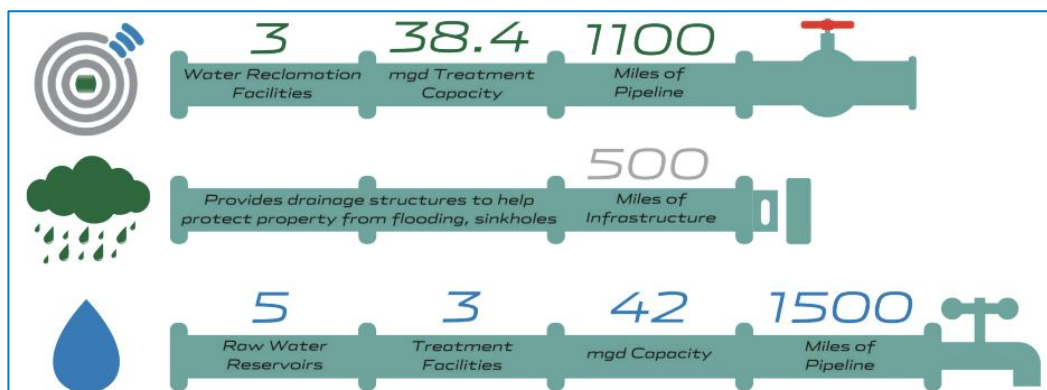 3 38.4 1100
Water Reclamation mgd Treatment Miles of
Facilities Capacity Pipeline
500
Provides drainage structures to help Miles of
protect property from flooding, sinkholes Infrastructure
5 3 42 1500
Raw Water Treatment mgd Capacity Miles of
Reservoirs Facilities Pipeline